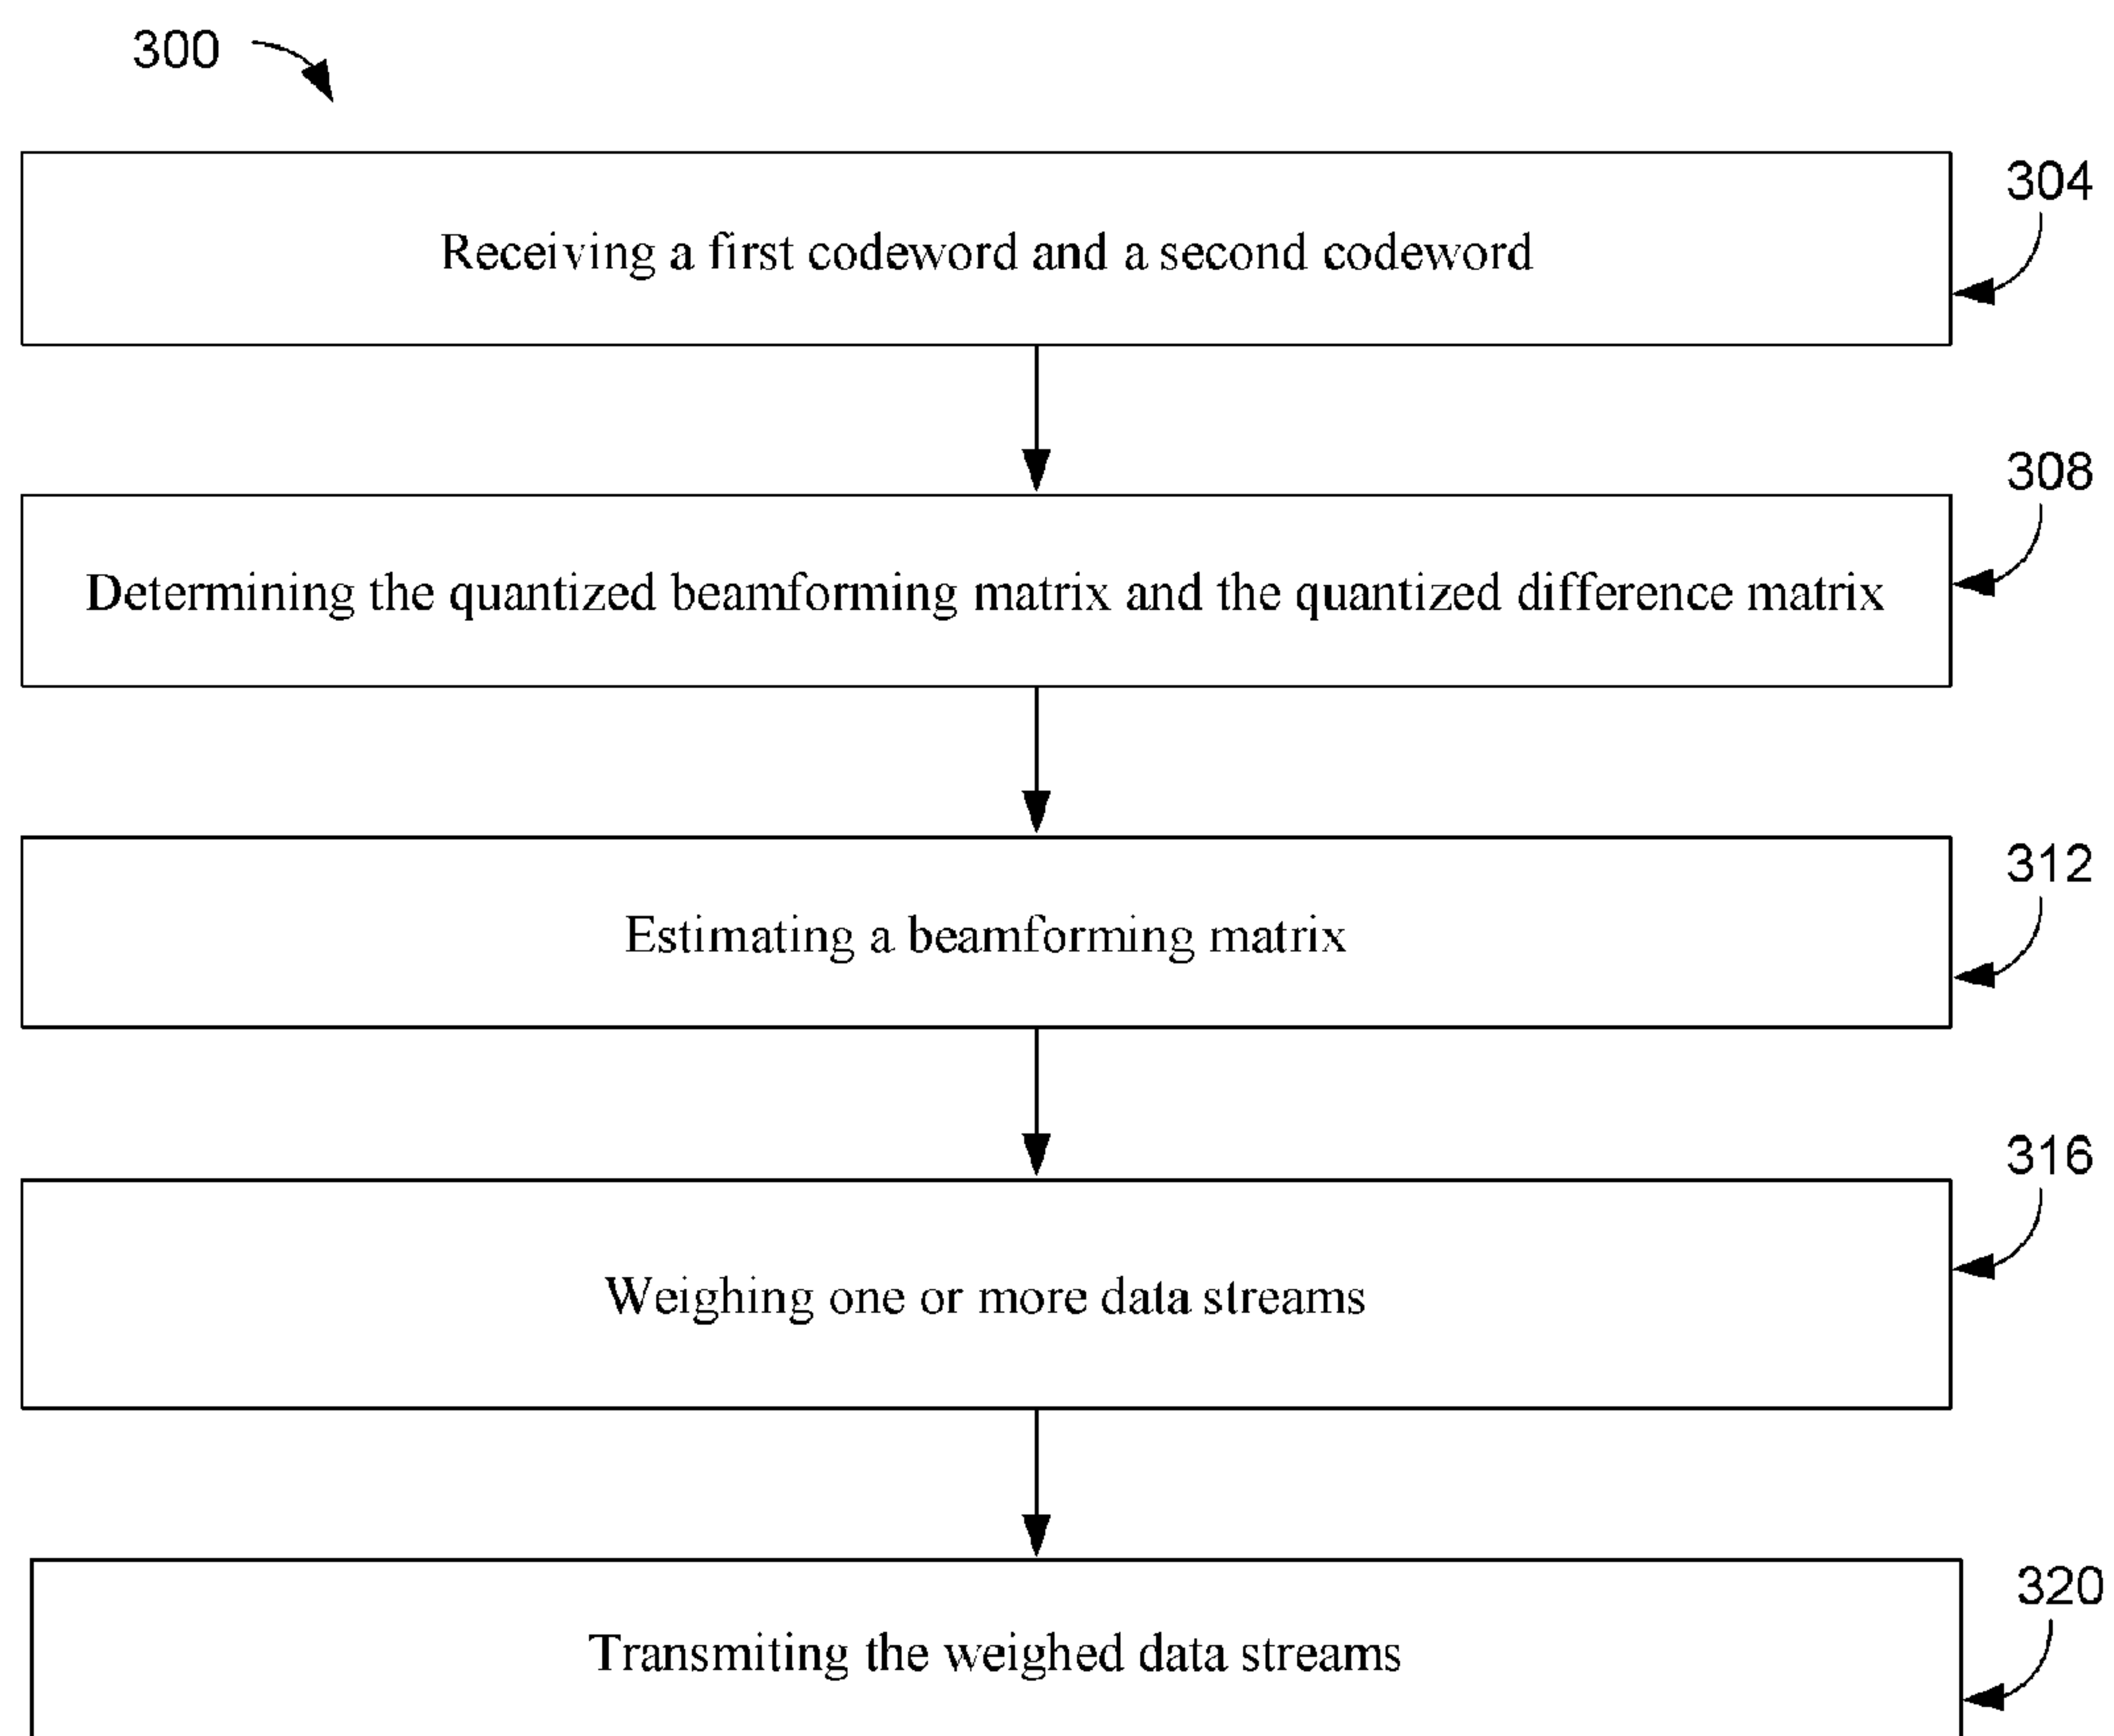 300
304
Receiving a first codeword and a second codeword
308
Determining the quantized beamforming matrix and the quantized difference matrix
312
Estimating a beamforming matrix
316
Weighing one or more data streams
320
Transmiting the weighed data streams